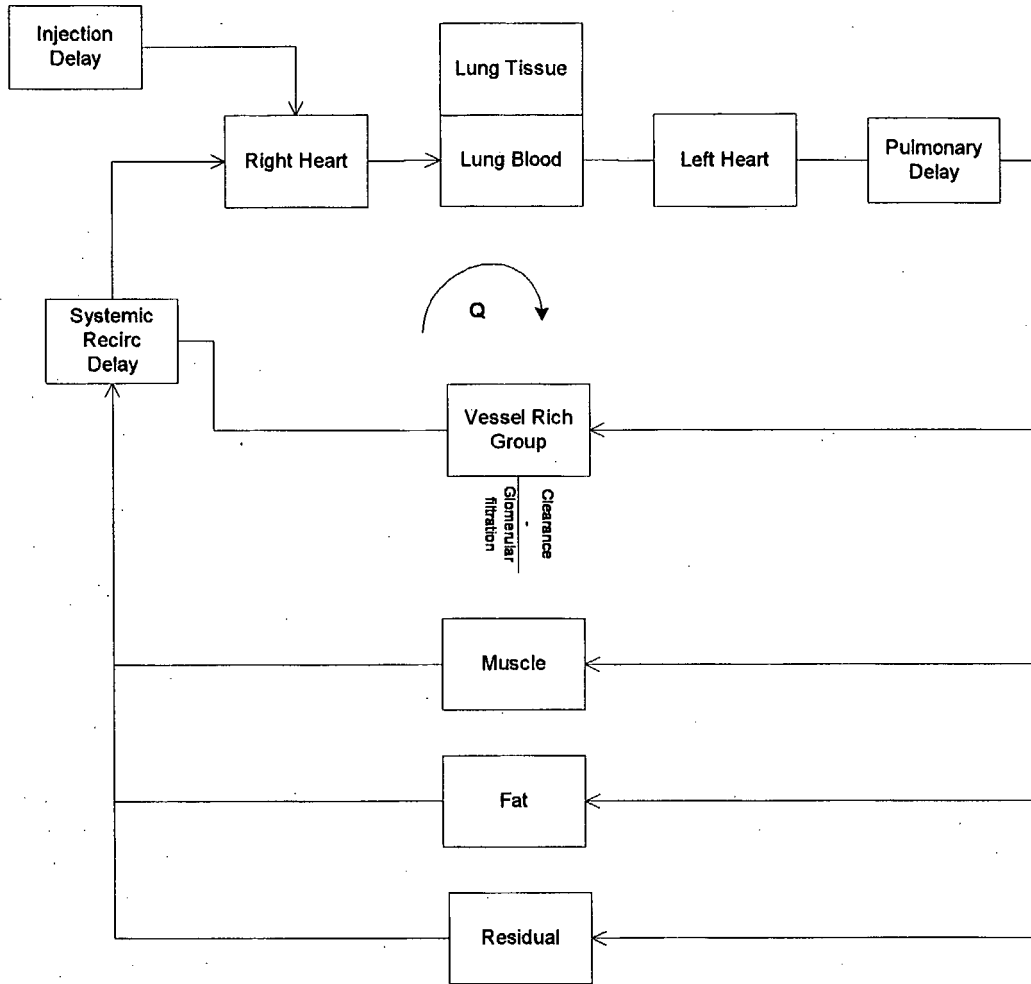 Injection
Delay
Lung Tissue
Right Heart
Lung Blood
Left Heart
Pulmonary
Delay
Systemic
Recirc
Delay
Q
Vessel Rich
Group
Clearance
Glomerular
filtration
Muscle
Fat
Residual